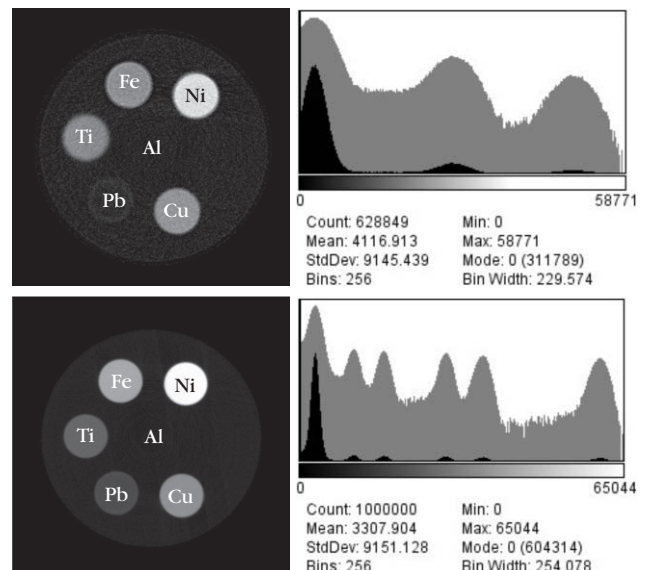 Fe
Ni
Ti
Al
Pb
Cu
0 58771
Count: 628849 Min: 0
Mean: 4116.913 Max: 58771
StdDev: 9145.439 Mode: 0 (311789)
Bins: 256 Bin Width: 229.574
Fe
Ni
Ti
Al
Pb
Cu
0 65044
Count: 1000000 Min: 0
Mean: 3307.904 Max: 65044
StdDev: 9151.128 Mode: 0 (604314)
Bins: 256 Bin Width: 254.078